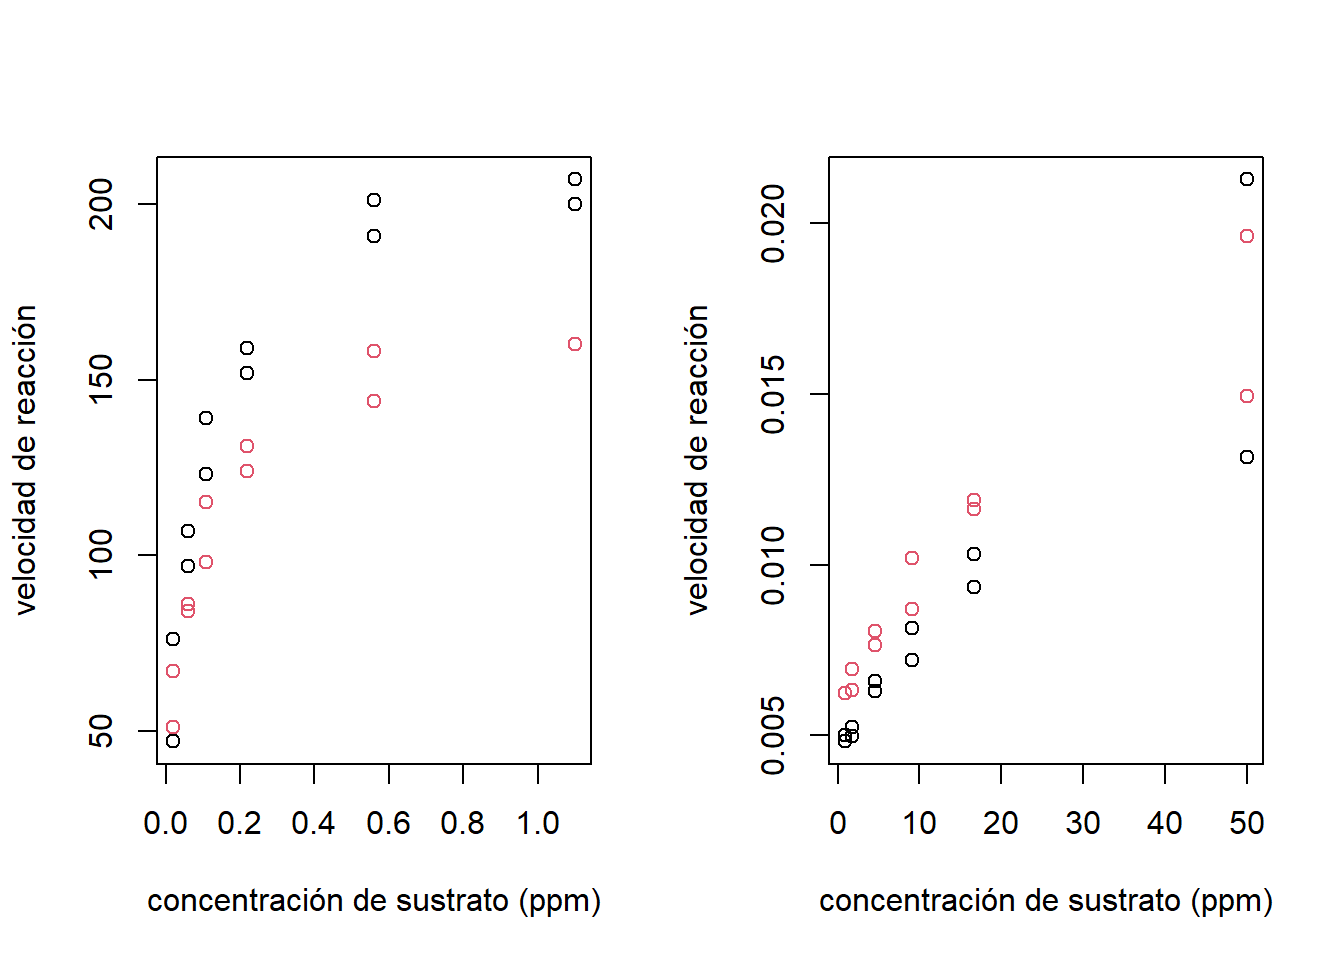 velocidad de reacción
200
150
100
50
0.0 0.2 0.4 0.6 0.8 1.0
concentración de sustrato (ppm)
velocidad de reacción
0.020
0.015
0.010
0.005
0 10 20 30 40 50
concentración de sustrato (ppm)